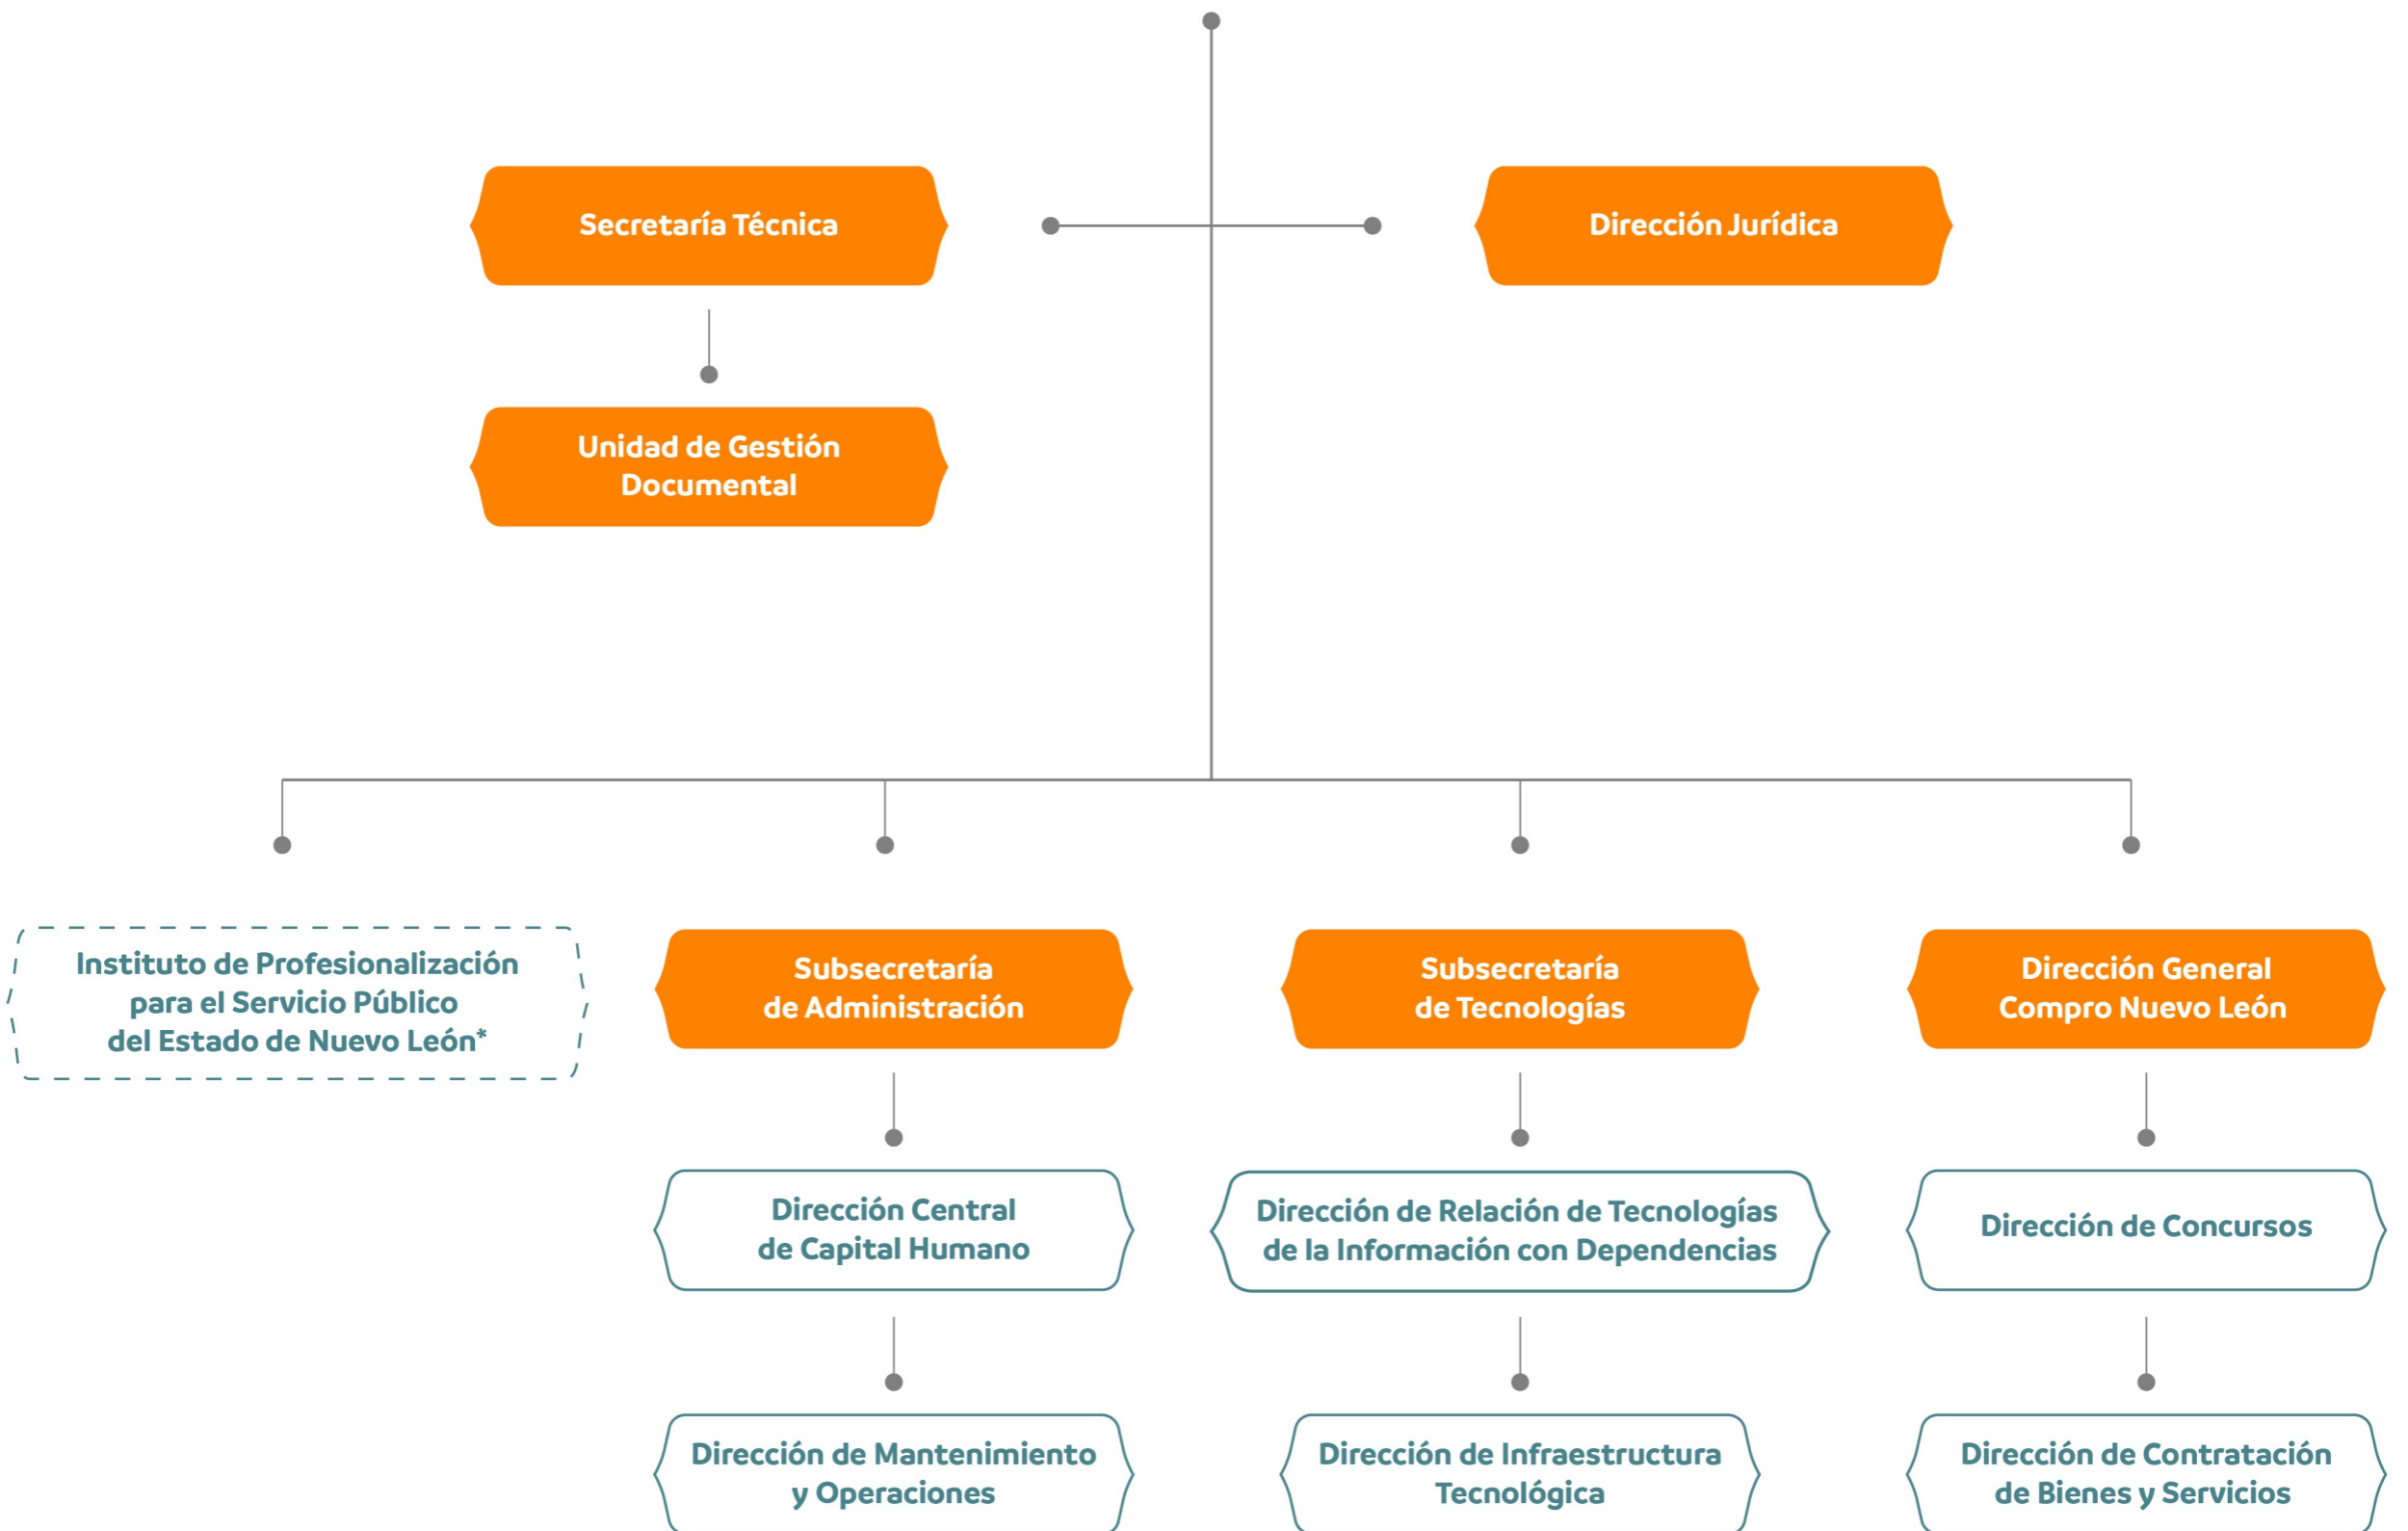 Secretaría Técnica
Dirección Jurídica
Unidad de Gestión
Documental
Instituto de Profesionalización
para el Servicio Público
del Estado de Nuevo León*
Subsecretaría
de Administración
Subsecretaría
de Tecnologías
Dirección General
Compro Nuevo León
Dirección Central
de Capital Humano
Dirección de Relación de Tecnologías
de la Información con Dependencias
Dirección de Concursos
Dirección de Mantenimiento
y Operaciones
Dirección de Infraestructura
Tecnológica
Dirección de Contratación
de Bienes y Servicios